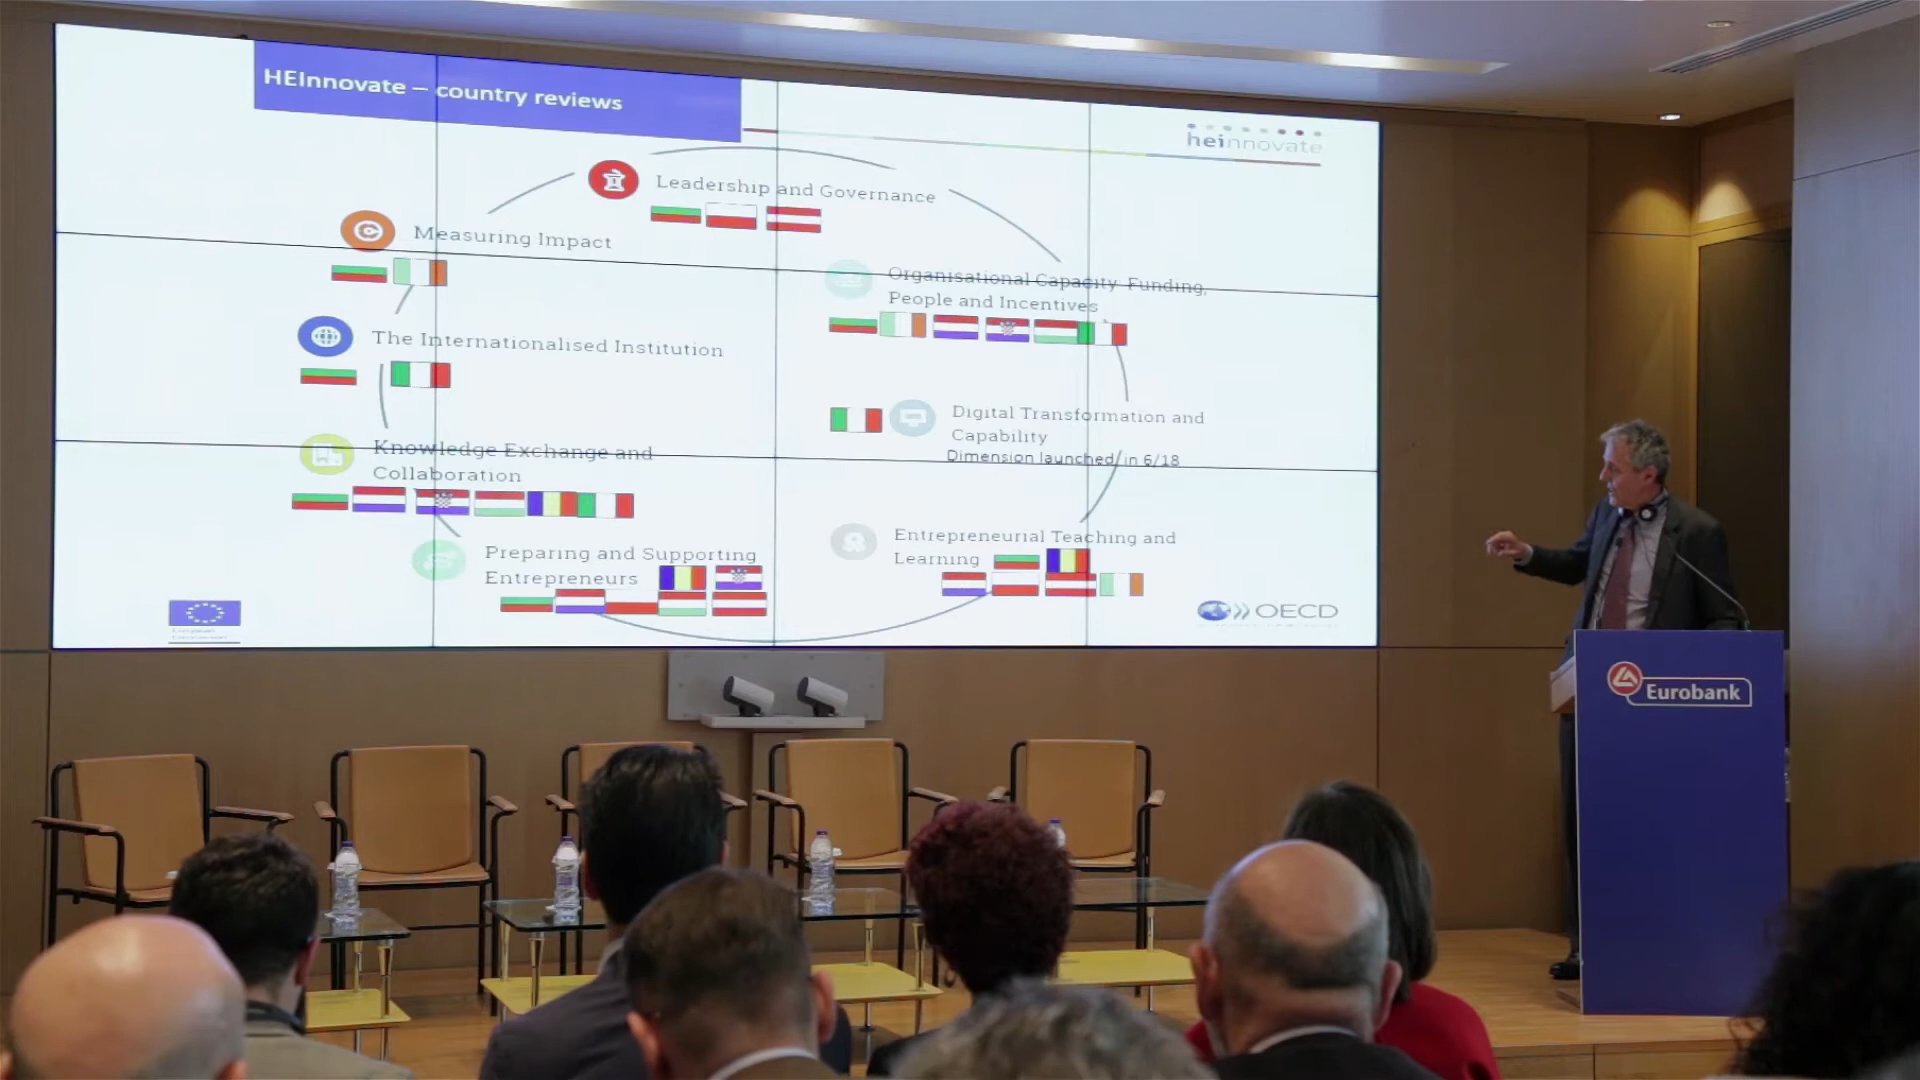 HEInnovate – country reviews
heinnovate
Leadership and Governance
Measuring Impact
Organisational Capacity Funding,
People and Incentives
The Internationalised Institution
Digital Transformation and
Capability
Dimension launched in 6/18
Knowledge Exchange and
Collaboration
Entrepreneurial Teaching and
Learning
Preparing and Supporting
Entrepreneurs
OECD
Eurobank